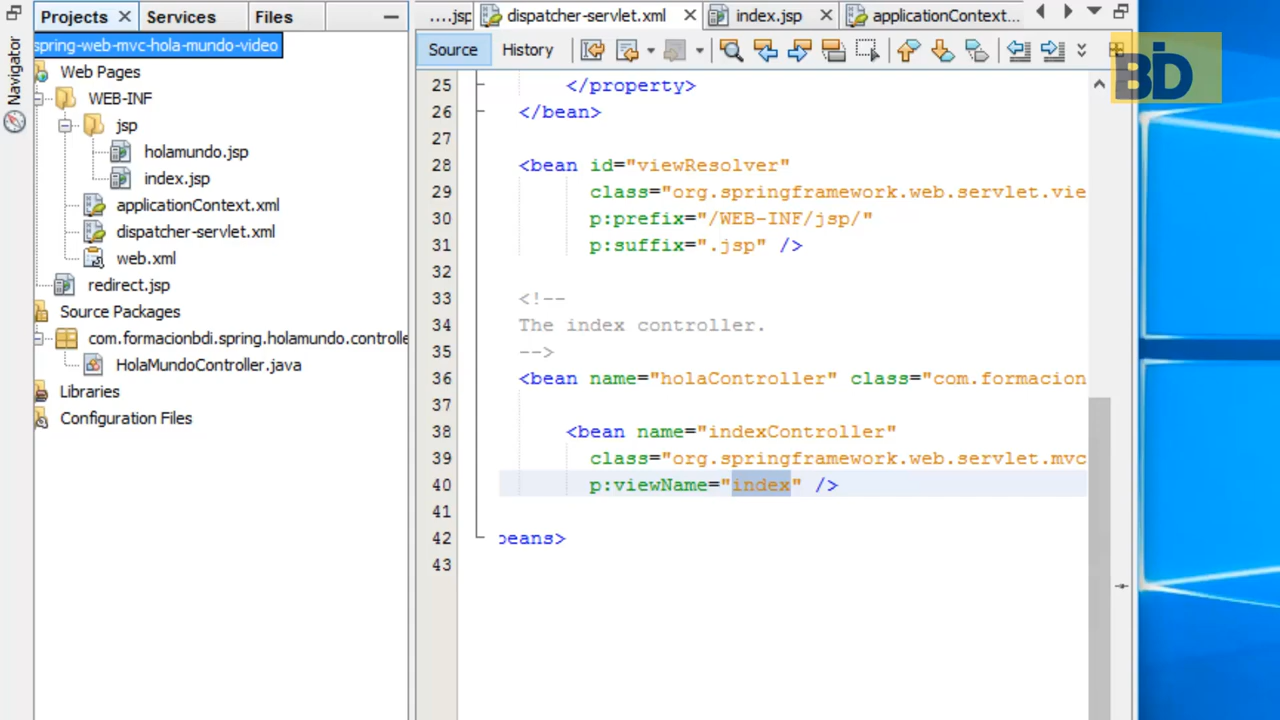 Projects
Services
Files
....jsp
dispatcher-servlet.xml
index.jsp
applicationContext...
Navigator
spring-web-mvc-hola-mundo-video
Web Pages
WEB-INF
jsp
holamundo.jsp
index.jsp
applicationContext.xml
dispatcher-servlet.xml
web.xml
redirect.jsp
Source Packages
com.formacionbdi.spring.holamundo.controlle
HolaMundoController.java
Libraries
Configuration Files
Source
History
BD
25 </property>
26 </bean>
27
28 <bean id="viewResolver"
29 class="org.springframework.web.servlet.vie
30 p:prefix="/WEB-INF/jsp/"
31 p:suffix=".jsp" />
32
33 <!--
34 The index controller.
35 -->
36 <bean name="holaController" class="com.formacion
37
38 <bean name="indexController"
39 class="org.springframework.web.servlet.mvc
40 p:viewName="index" />
41
42 beans>
43